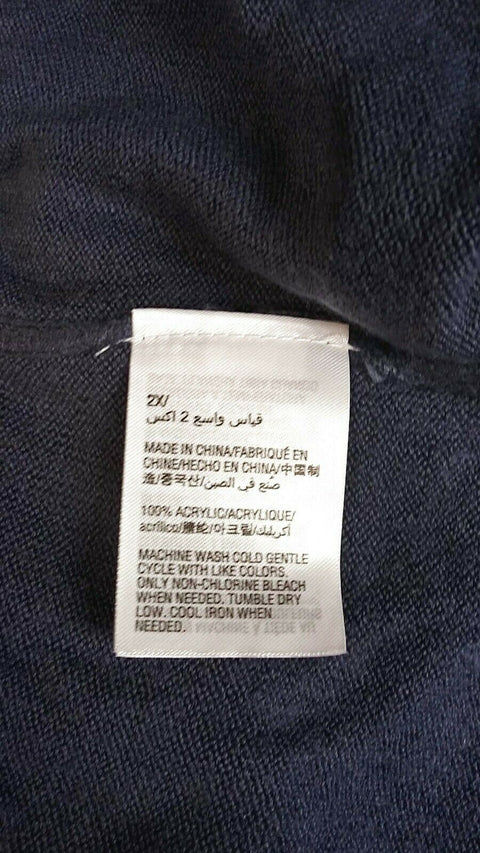 2X/
قياس واسع 2 اكس
MADE IN CHINA/FABRIQUÉ EN
CHINE/HECHO EN CHINA/中国制
造/중국산/صُنع في الصين/
100% ACRYLIC/ACRYLIQUE/
acrílico/腈纶/아크릴/أكريليك/
MACHINE WASH COLD GENTLE
CYCLE WITH LIKE COLORS.
ONLY NON-CHLORINE BLEACH
WHEN NEEDED. TUMBLE DRY
LOW. COOL IRON WHEN
NEEDED.